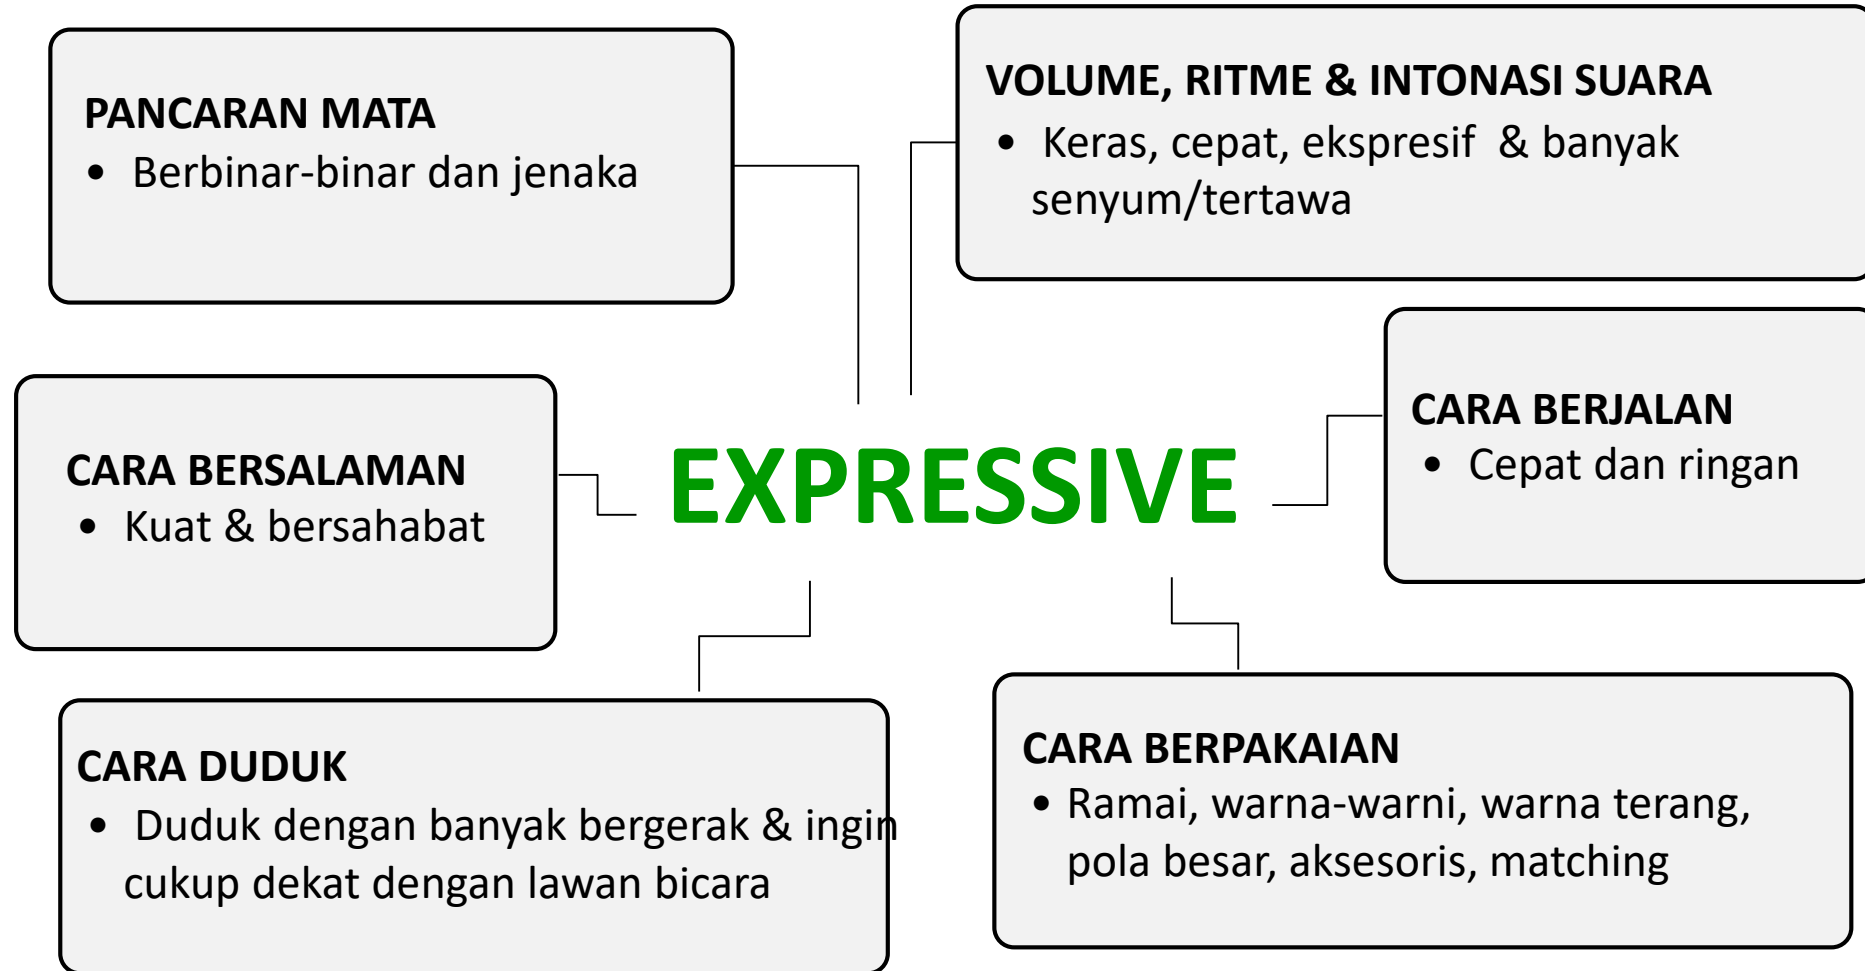 PANCARAN MATA
• Berbinar-binar dan jenaka
VOLUME, RITME & INTONASI SUARA
• Keras, cepat, ekspresif & banyak
senyum/tertawa
CARA BERSALAMAN
• Kuat & bersahabat
EXPRESSIVE
CARA BERJALAN
• Cepat dan ringan
CARA DUDUK
• Duduk dengan banyak bergerak & ingin
cukup dekat dengan lawan bicara
CARA BERPAKAIAN
• Ramai, warna-warni, warna terang,
pola besar, aksesoris, matching